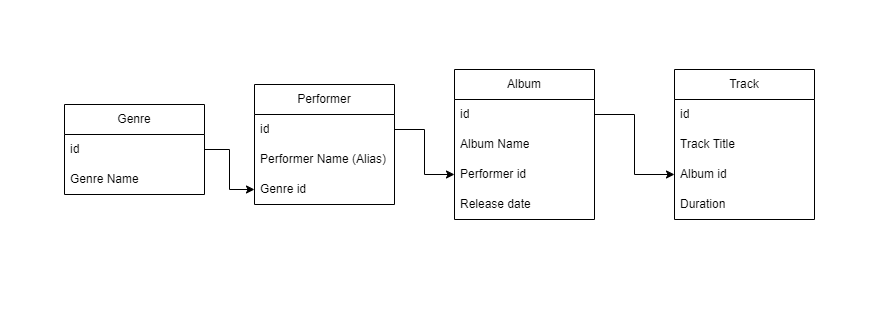 Genre
id
Genre Name
Performer
id
Performer Name (Alias)
Genre id
Album
id
Album Name
Performer id
Release date
Track
id
Track Title
Album id
Duration